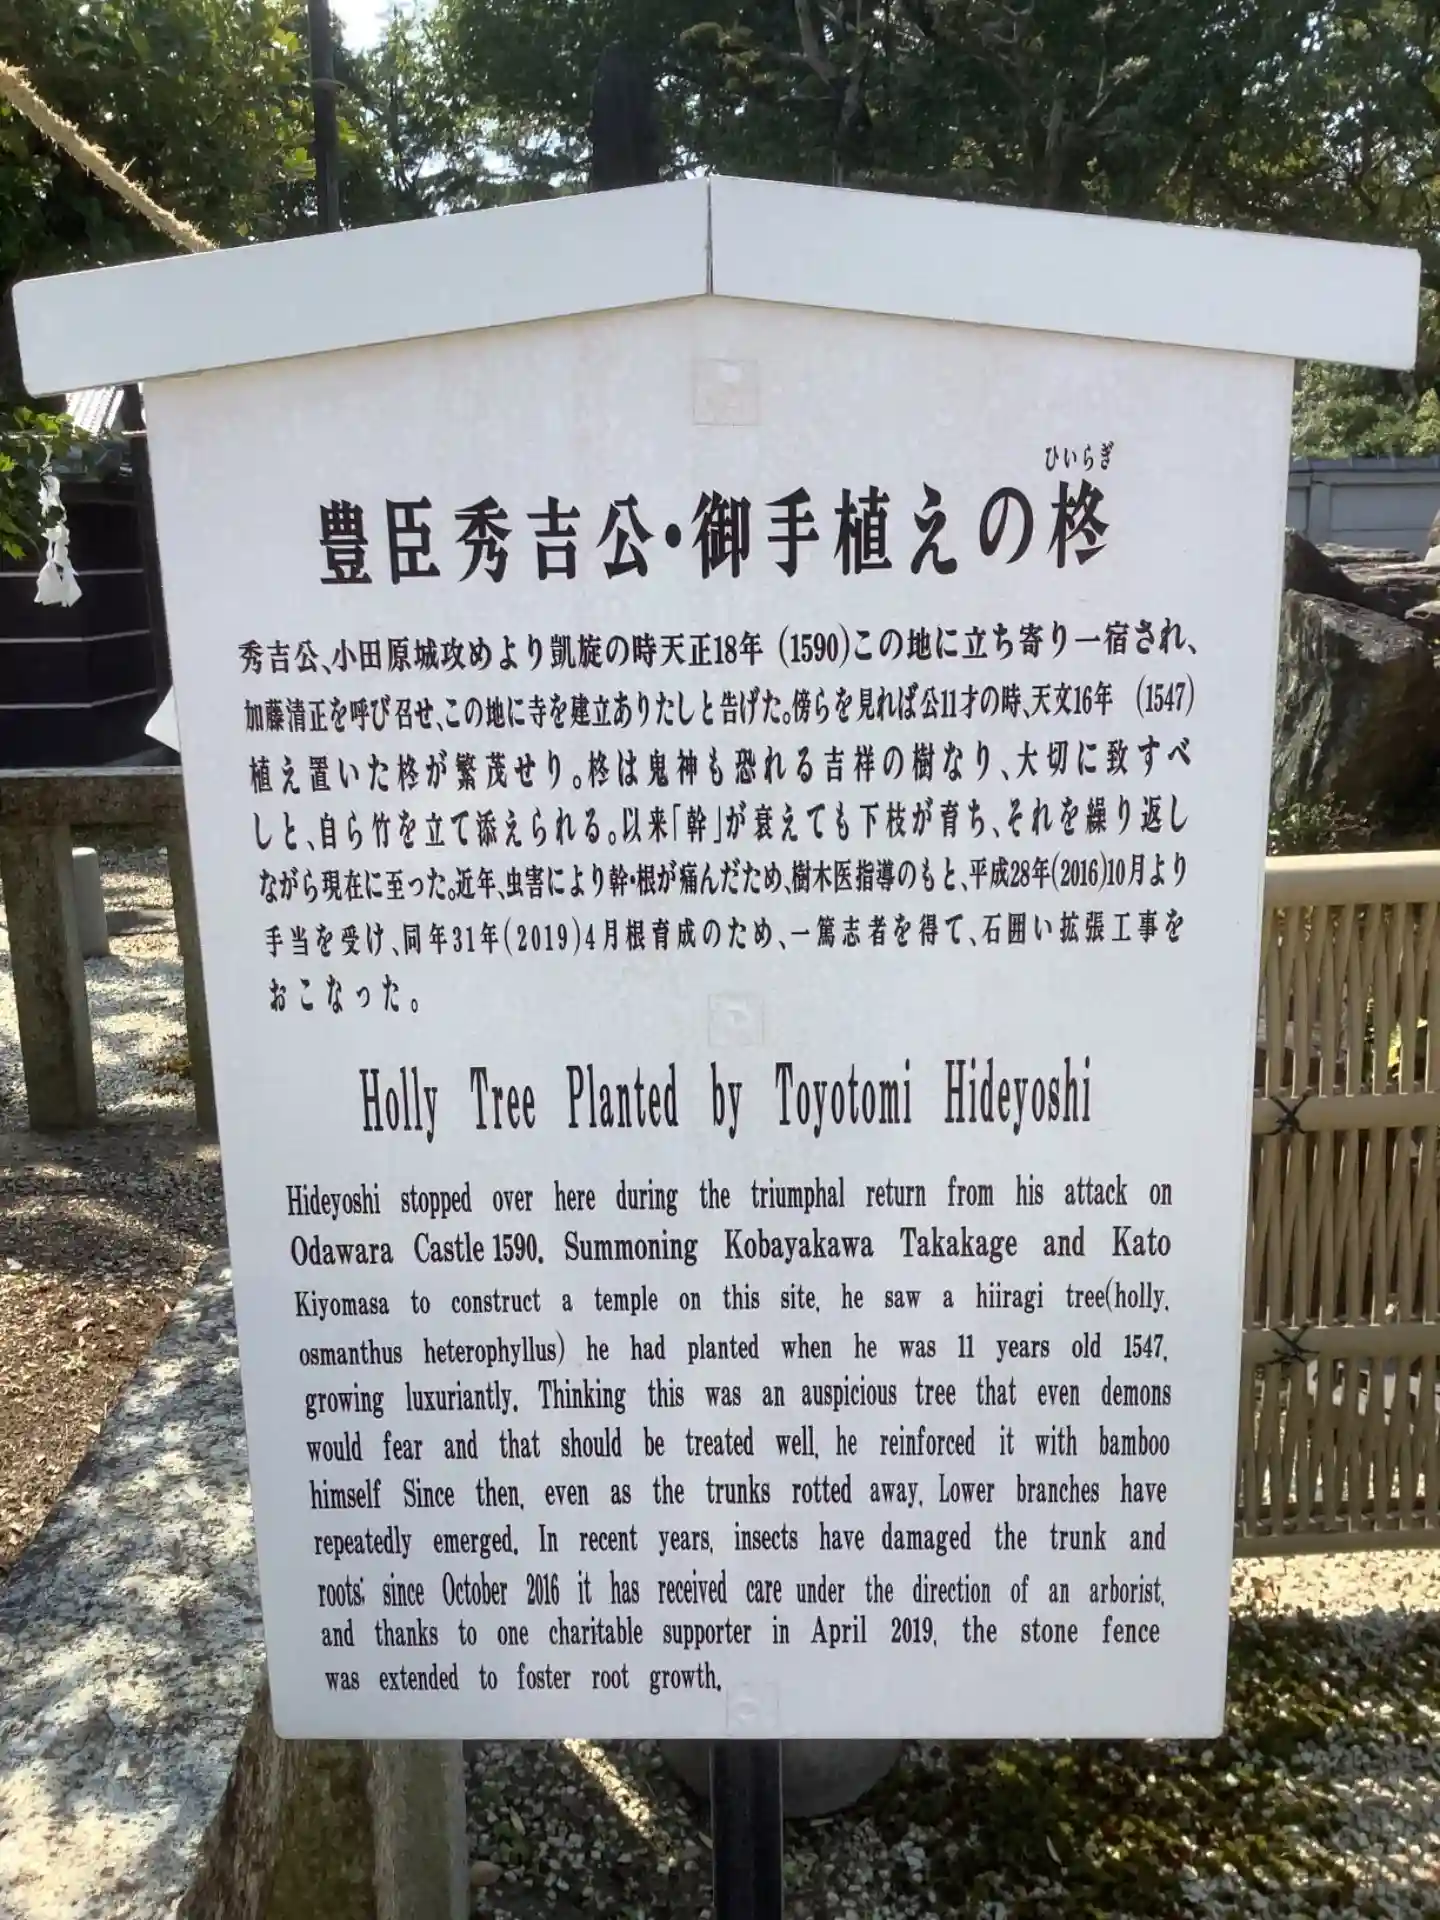 ひいらぎ
豊臣秀吉公・御手植えの柊
秀吉公、小田原城攻めより凱旋の時天正18年 (1590)この地に立ち寄り一宿され、
加藤清正を呼び召せ、この地に寺を建立ありたしと告げた。傍らを見れば公11才の時、天文16年 (1547)
植え置いた柊が繁茂せり。柊は鬼神も恐れる吉祥の樹なり、大切に致すべ
しと、自ら竹を立て添えられる。以来「幹」が衰えても下枝が育ち、それを繰り返し
ながら現在に至った。近年、虫害により幹・根が痛んだため、樹木医指導のもと、平成28年(2016)10月より
手当を受け、同年31年(2019)4月根育成のため、一篤志者を得て、石囲い拡張工事を
おこなった。
Holly Tree Planted by Toyotomi Hideyoshi
Hideyoshi stopped over here during the triumphal return from his attack on
Odawara Castle 1590. Summoning Kobayakawa Takakage and Kato
Kiyomasa to construct a temple on this site, he saw a hiiragi tree(holly,
osmanthus heterophyllus) he had planted when he was 11 years old 1547,
growing luxuriantly. Thinking this was an auspicious tree that even demons
would fear and that should be treated well, he reinforced it with bamboo
himself Since then, even as the trunks rotted away, Lower branches have
repeatedly emerged. In recent years, insects have damaged the trunk and
roots; since October 2016 it has received care under the direction of an arborist,
and thanks to one charitable supporter in April 2019, the stone fence
was extended to foster root growth.